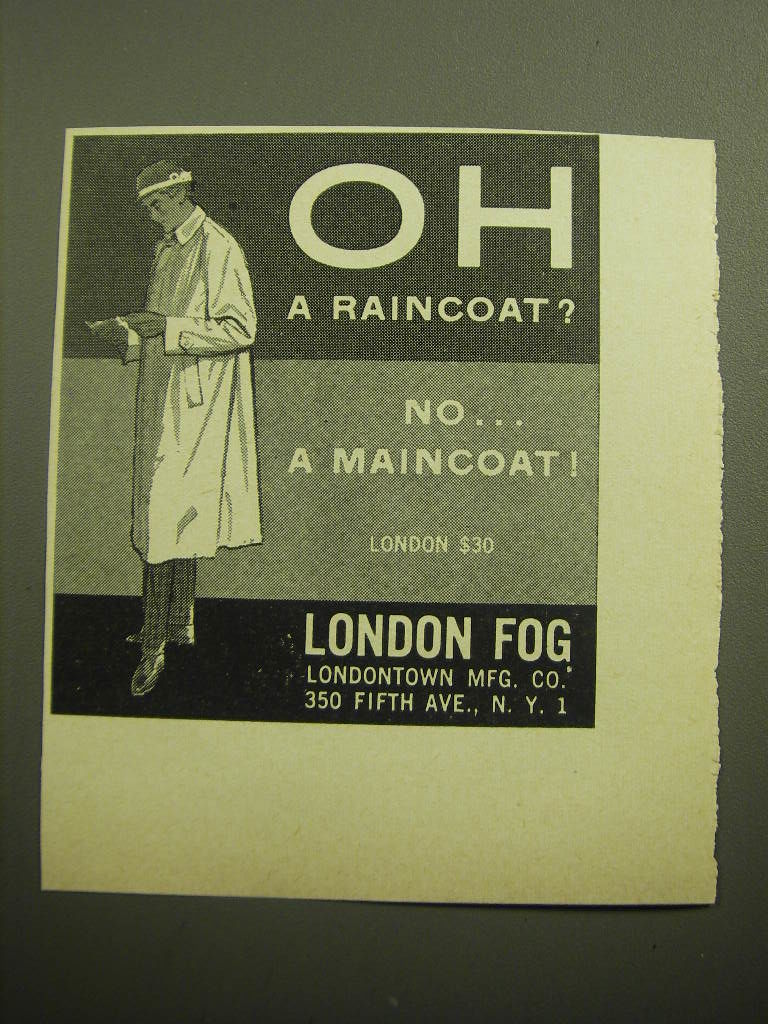 OH
A RAINCOAT?
NO...
A MAINCOAT!
LONDON $30
LONDON FOG
LONDONTOWN MFG. CO.
350 FIFTH AVE., N. Y. 1